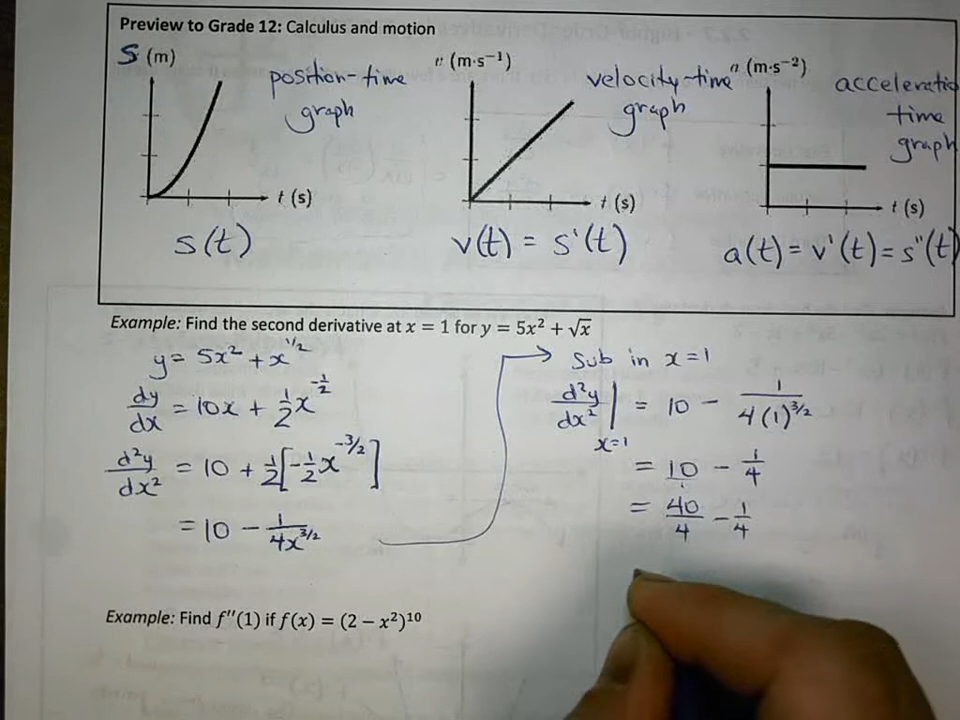 Preview to Grade 12: Calculus and motion
S (m)
position-time
graph
t (s)
s(t)
(m·s⁻¹)
velocity-time
graph
t (s)
v(t) = s'(t)
(m·s⁻²)
acceleratio
time
graph
t (s)
a(t) = v'(t) = s"(t)
Example: Find the second derivative at x = 1 for y = 5x² + √x
y = 5x² + x^1/2
dy/dx = 10x + 1/2 x^-1/2
d²y/dx² = 10 + 1/2[-1/2 x^-3/2]
= 10 - 1/4x^3/2
Sub in x = 1
d²y/dx² | x=1 = 10 - 1/4(1)^3/2
= 10 - 1/4
= 40/4 - 1/4
Example: Find f''(1) if f(x) = (2 – x²)¹⁰